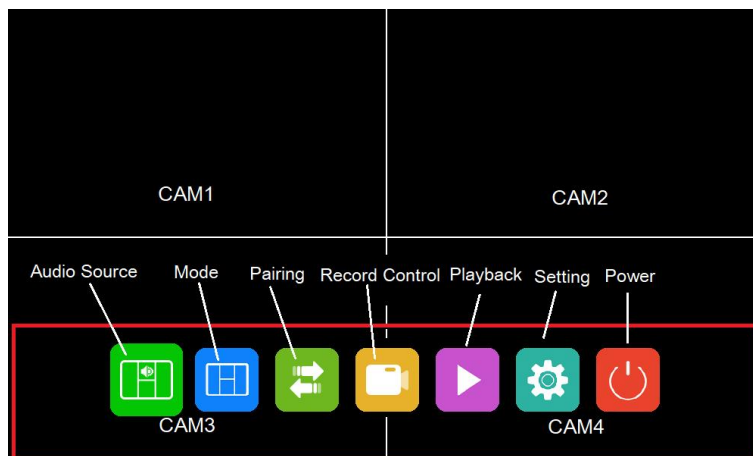 CAM1
CAM2
Audio Source
Mode
Pairing
Record Control
Playback
Setting
Power
CAM3
CAM4